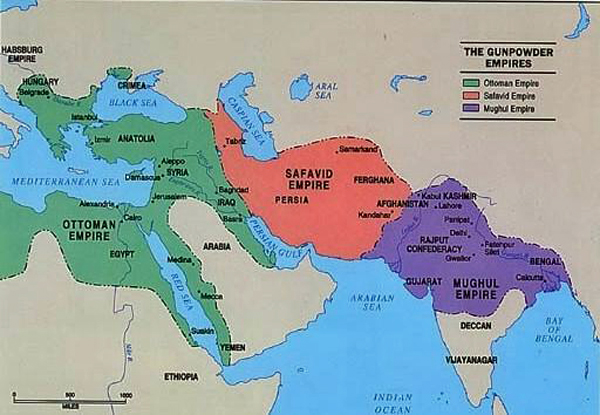 THE GUNPOWDER
EMPIRES
Ottoman Empire
Safavid Empire
Mughul Empire
HABSBURG
EMPIRE
HUNGARY
Belgrade
Danube R.
CRIMEA
BLACK SEA
Istanbul
Izmir
ANATOLIA
CASPIAN SEA
ARAL
SEA
Tabriz
Samarkand
Aleppo
SYRIA
Damascus
MEDITERRANEAN SEA
SAFAVID
EMPIRE
PERSIA
FERGHANA
Baghdad
IRAQ
Basra
Jerusalem
Alexandria
Cairo
OTTOMAN
EMPIRE
EGYPT
ARABIA
PERSIAN GULF
AFGHANISTAN
Kandahar
Kabul
KASHMIR
Lahore
Panipat
Delhi
RAJPUT
CONFEDERACY
Fatehpur
Gwalior
BENGAL
Calcutta
GUJARAT
MUGHUL
EMPIRE
Medina
RED SEA
Mecca
ARABIAN
SEA
DECCAN
BAY
OF
BENGAL
Suakin
YEMEN
Nile R.
VIJAYANAGAR
ETHIOPIA
INDIAN
OCEAN
0 500 1000
MILES